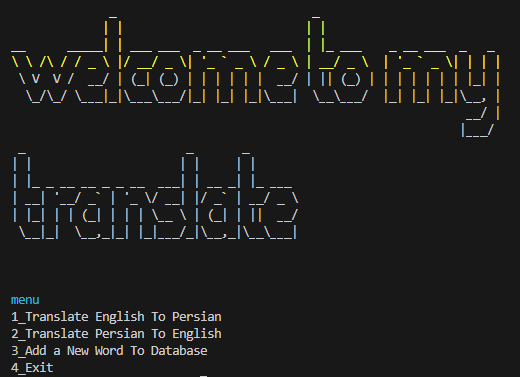 welcome to my
translate
menu
1_Translate English To Persian
2_Translate Persian To English
3_Add a New Word To Database
4_Exit